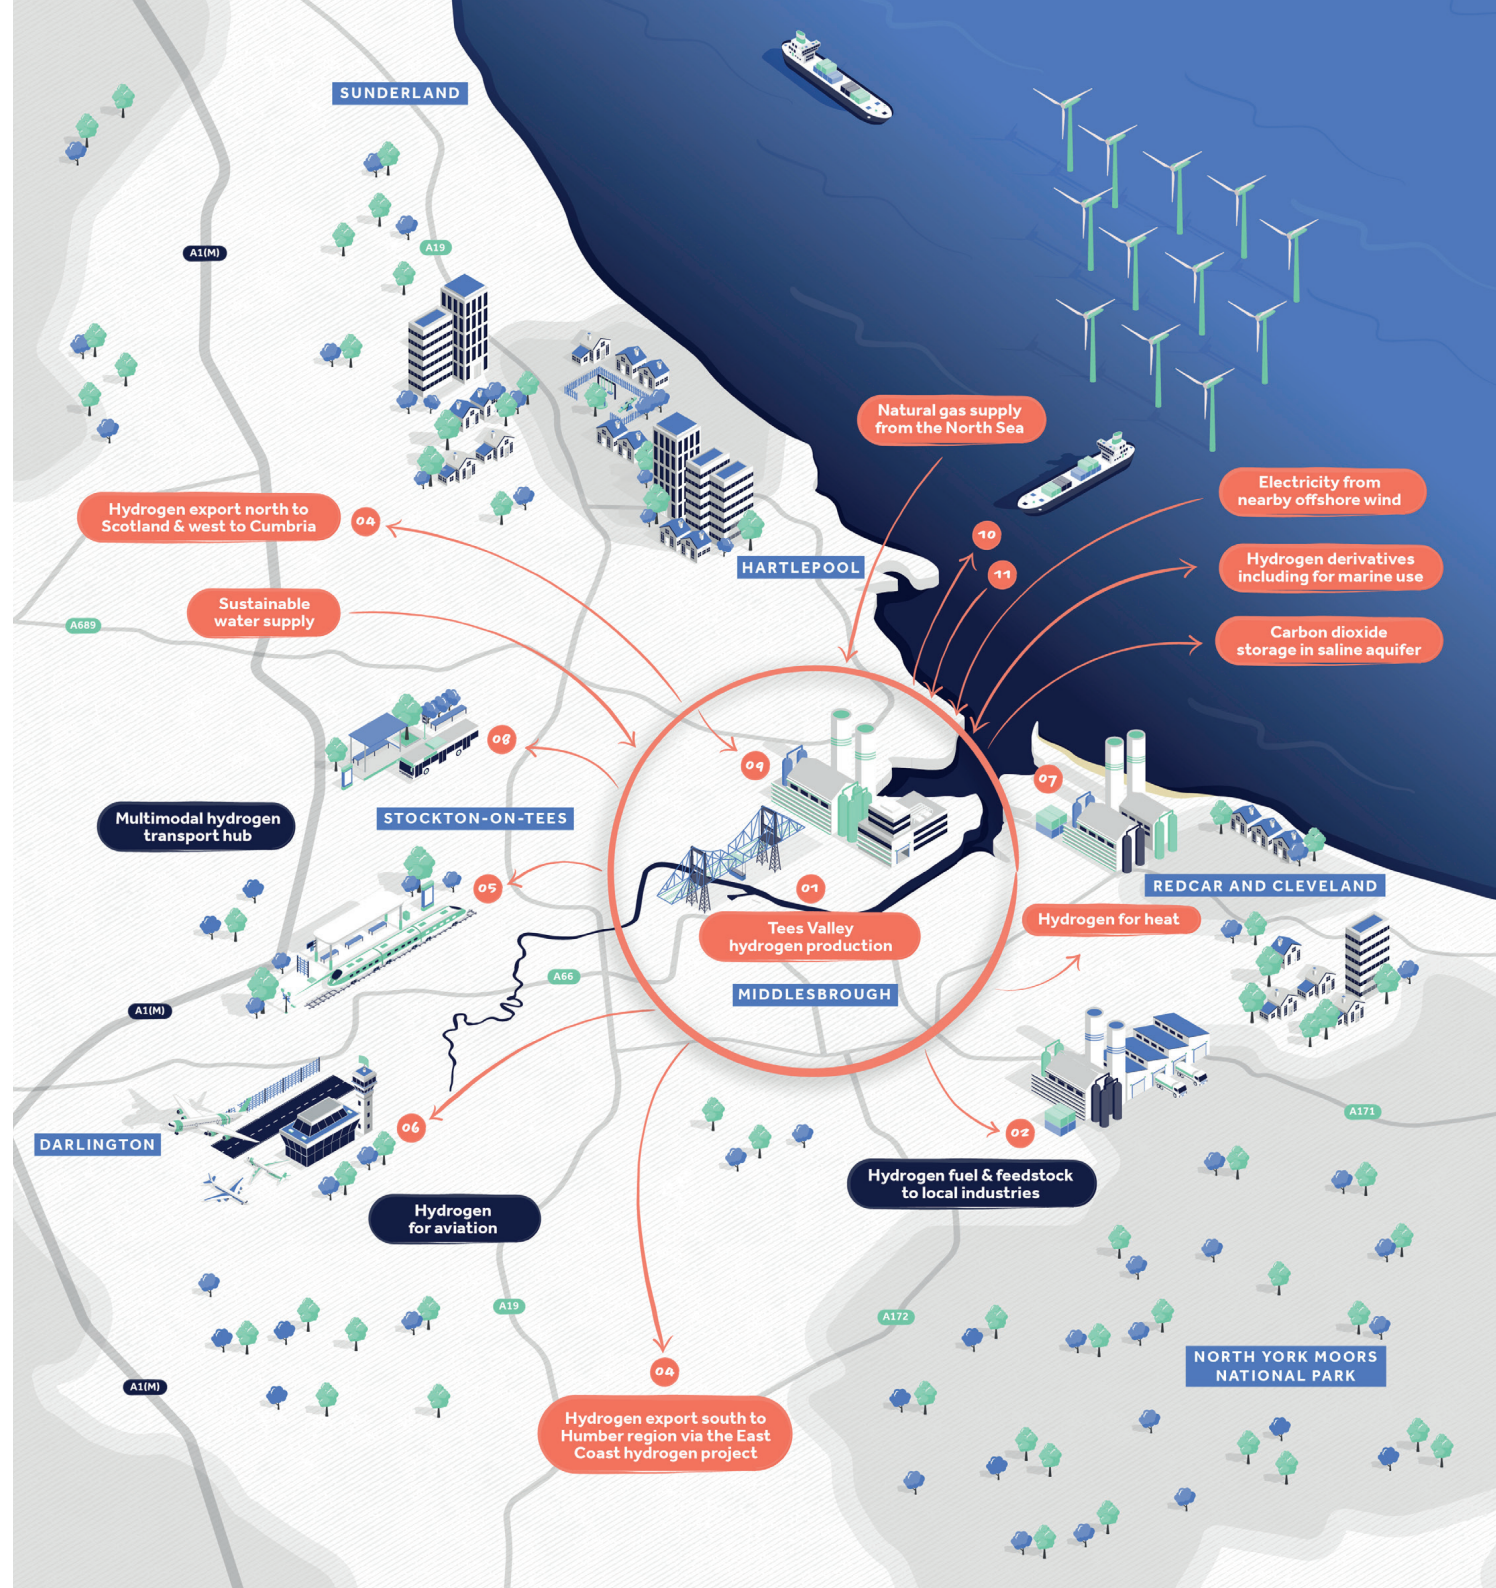 SUNDERLAND
A1(M)
A19
Natural gas supply
from the North Sea
Electricity from
nearby offshore wind
Hydrogen export north to
Scotland & west to Cumbria
04
10
Hydrogen derivatives
including for marine use
HARTLEPOOL
11
Sustainable
water supply
A689
Carbon dioxide
storage in saline aquifer
08
09
07
Multimodal hydrogen
transport hub
STOCKTON-ON-TEES
05
01
REDCAR AND CLEVELAND
Tees Valley
hydrogen production
Hydrogen for heat
A66
MIDDLESBROUGH
A1(M)
06
02
A171
DARLINGTON
Hydrogen fuel & feedstock
to local industries
Hydrogen
for aviation
A19
A172
04
NORTH YORK MOORS
NATIONAL PARK
A1(M)
Hydrogen export south to
Humber region via the East
Coast hydrogen project